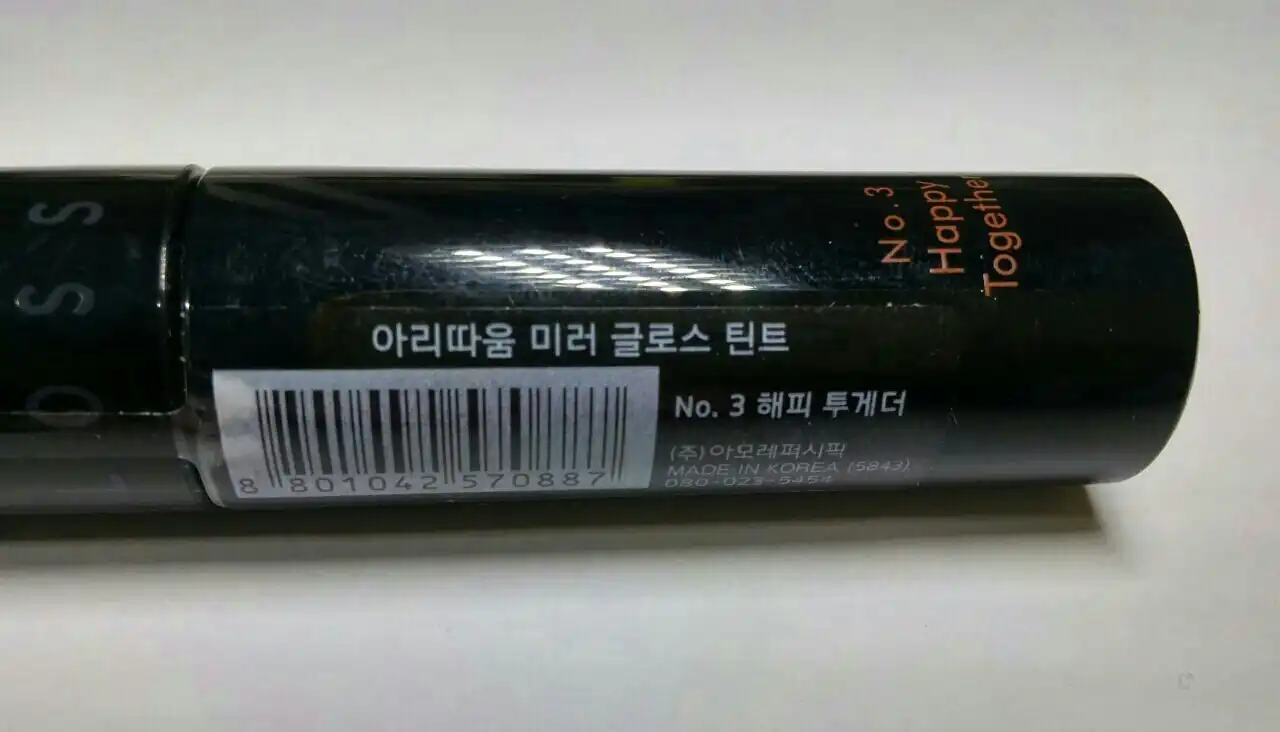 No.3
Happy
Together
아리따움 미러 글로스 틴트
No. 3 해피 투게더
(주)아모레퍼시픽
MADE IN KOREA (5843)
080-023-5454
8 801042 570887
OSS